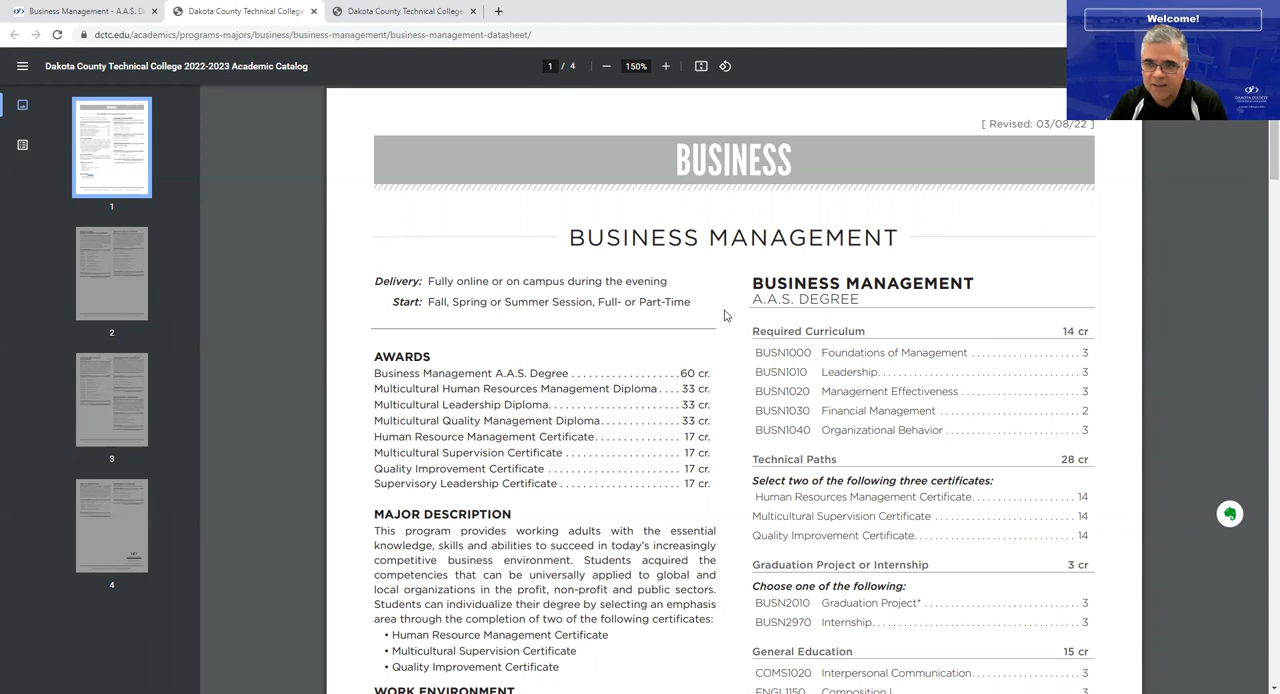 Business Management - A.A.S. D
Dakota County Technical College
Dakota County Technical College
dctc.edu/academics/programs-majors/business/business-management/business-management-datasheet/
Dakota County Technical College 2022-2023 Academic Catalog
1 / 4
150%
Welcome!
DAKOTA COUNTY
1
2
3
4
[ Revised: 03/08/22 ]
BUSINESS
BUSINESS MANAGEMENT
Delivery: Fully online or on campus during the evening
Start: Fall, Spring or Summer Session, Full- or Part-Time
AWARDS
Business Management A.A.S. Degree . . . . . . . . . . . . . . . . 60 cr.
Multicultural Human Resources Management Diploma . . . . 33 cr.
Multicultural Leadership Diploma. . . . . . . . . . . . . . . . . . . . 33 cr.
Multicultural Quality Management Diploma. . . . . . . . . . . . 33 cr.
Human Resource Management Certificate. . . . . . . . . . . . . 17 cr.
Multicultural Supervision Certificate . . . . . . . . . . . . . . . . . 17 cr.
Quality Improvement Certificate . . . . . . . . . . . . . . . . . . . . 17 cr.
Supervisory Leadership Certificate . . . . . . . . . . . . . . . . . . 17 cr.
MAJOR DESCRIPTION
This program provides working adults with the essential
knowledge, skills and abilities to succeed in today's increasingly
competitive business environment. Students acquired the
competencies that can be universally applied to global and
local organizations in the profit, non-profit and public sectors.
Students can individualize their degree by selecting an emphasis
area through the completion of two of the following certificates:
• Human Resource Management Certificate
• Multicultural Supervision Certificate
• Quality Improvement Certificate
WORK ENVIRONMENT
BUSINESS MANAGEMENT
A.A.S. DEGREE
Required Curriculum 14 cr
BUSN1000 Foundations of Management . . . . . . . . . . . . . . . . 3
BUSN1010 Leadership. . . . . . . . . . . . . . . . . . . . . . . . . . . . . . 3
BUSN1020 Management Effectiveness . . . . . . . . . . . . . . . . . 3
BUSN1030 Financial Management . . . . . . . . . . . . . . . . . . . . 2
BUSN1040 Organizational Behavior . . . . . . . . . . . . . . . . . . . 3
Technical Paths 28 cr
Select two of the following three certificates:
Human Resources Management Certificate. . . . . . . . . . . . . . . 14
Multicultural Supervision Certificate . . . . . . . . . . . . . . . . . . . . 14
Quality Improvement Certificate. . . . . . . . . . . . . . . . . . . . . . . 14
Graduation Project or Internship 3 cr
Choose one of the following:
BUSN2010 Graduation Project* . . . . . . . . . . . . . . . . . . . . . . 3
BUSN2970 Internship. . . . . . . . . . . . . . . . . . . . . . . . . . . . . . 3
General Education 15 cr
COMS1020 Interpersonal Communication. . . . . . . . . . . . . . . 3
ENGL1150 Composition I